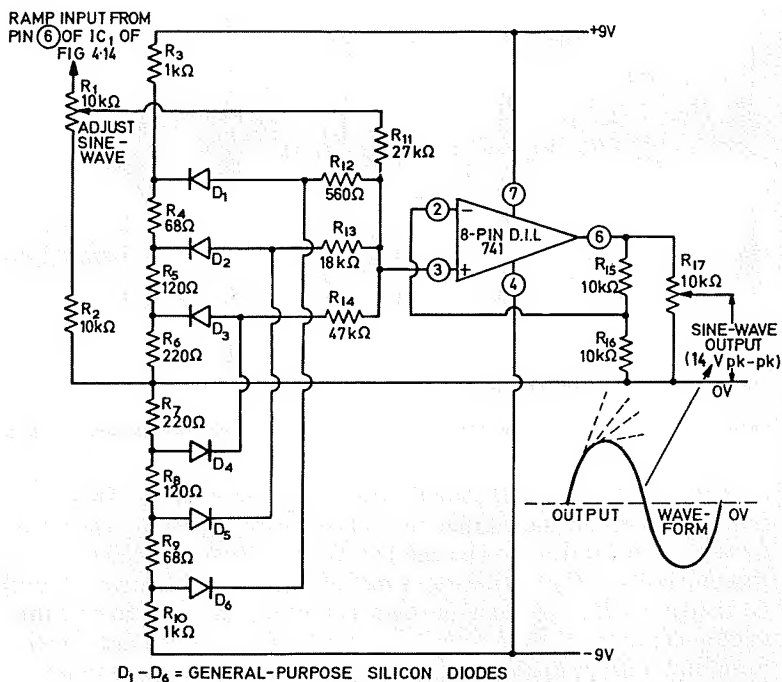 RAMP INPUT FROM
PIN ⑥ OF IC₁ OF
FIG 4·14
R₁
10kΩ
ADJUST
SINE-
WAVE
R₂
10kΩ
R₃
1kΩ
R₄
68Ω
R₅
120Ω
R₆
220Ω
R₇
220Ω
R₈
120Ω
R₉
68Ω
R₁₀
1kΩ
D₁
D₂
D₃
D₄
D₅
D₆
R₁₁
27kΩ
R₁₂
560Ω
R₁₃
18kΩ
R₁₄
47kΩ
+9V
②
−
③
+
⑦
8-PIN D.I.L
741
④
⑥
R₁₅
10kΩ
R₁₆
10kΩ
R₁₇
10kΩ
SINE-WAVE
OUTPUT
(14 V pk-pk)
0V
OUTPUT
WAVE-
FORM
0V
−9V
D₁–D₆ = GENERAL-PURPOSE SILICON DIODES